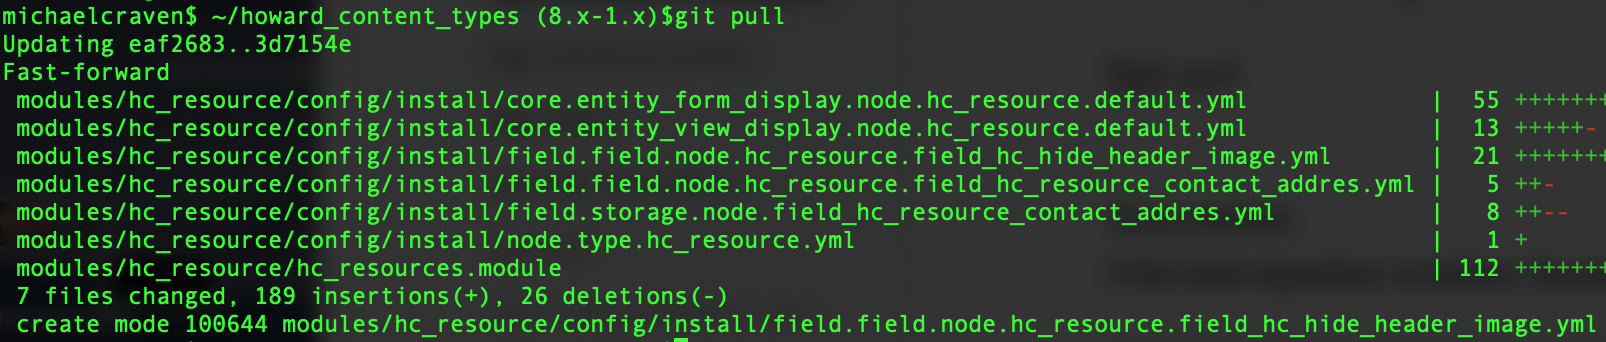 michaelcraven$ ~/howard_content_types (8.x-1.x)$git pull
Updating eaf2683..3d7154e
Fast-forward
 modules/hc_resource/config/install/core.entity_form_display.node.hc_resource.default.yml | 55 +++++++
 modules/hc_resource/config/install/core.entity_view_display.node.hc_resource.default.yml | 13 +++++-
 modules/hc_resource/config/install/field.field.node.hc_resource.field_hc_hide_header_image.yml | 21 +++++++
 modules/hc_resource/config/install/field.field.node.hc_resource.field_hc_resource_contact_addres.yml | 5 ++-
 modules/hc_resource/config/install/field.storage.node.field_hc_resource_contact_addres.yml | 8 ++--
 modules/hc_resource/config/install/node.type.hc_resource.yml | 1 +
 modules/hc_resource/hc_resources.module | 112 +++++++
 7 files changed, 189 insertions(+), 26 deletions(-)
 create mode 100644 modules/hc_resource/config/install/field.field.node.hc_resource.field_hc_hide_header_image.yml